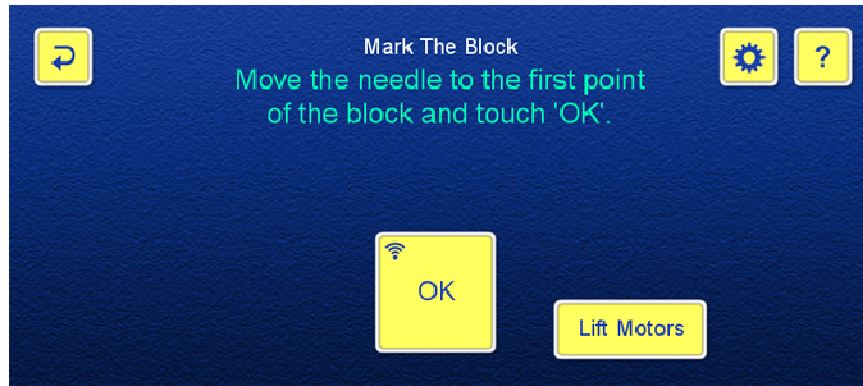 Mark The Block
?
Move the needle to the first point
of the block and touch 'OK'.
OK
Lift Motors